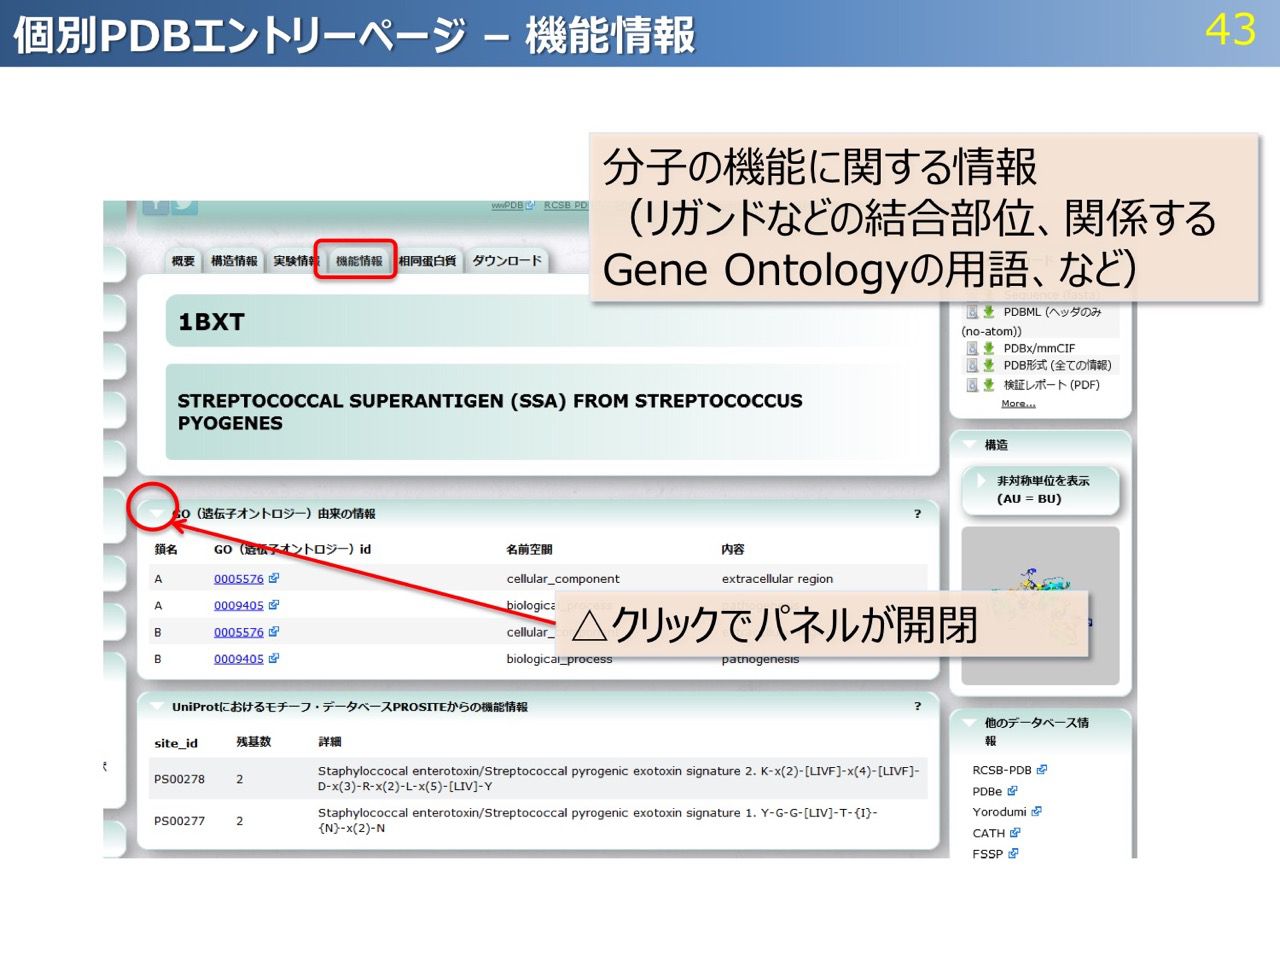 個別PDBエントリーページ – 機能情報
43
分子の機能に関する情報
（リガンドなどの結合部位、関係する
Gene Ontologyの用語、など）
wwPDB RCSB PD
概要 構造情報 実験情報 機能情報 相同蛋白質 ダウンロード
1BXT
STREPTOCOCCAL SUPERANTIGEN (SSA) FROM STREPTOCOCCUS
PYOGENES
GO（遺伝子オントロジー）由来の情報 ?
鎖名 GO（遺伝子オントロジー）id 名前空間 内容
A 0005576 cellular_component extracellular region
A 0009405 biological_process pathogenesis
B 0005576 cellular_
B 0009405 biological_process pathogenesis
△クリックでパネルが開閉
UniProtにおけるモチーフ・データベースPROSITEからの機能情報 ?
site_id 残基数 詳細
PS00278 2 Staphyloccocal enterotoxin/Streptococcal pyrogenic exotoxin signature 2. K-x(2)-[LIVF]-x(4)-[LIVF]-
D-x(3)-R-x(2)-L-x(5)-[LIV]-Y
PS00277 2 Staphyloccocal enterotoxin/Streptococcal pyrogenic exotoxin signature 1. Y-G-G-[LIV]-T-{I}-
{N}-x(2)-N
Sequence (fasta)
PDBML (ヘッダのみ
(no-atom))
PDBx/mmCIF
PDB形式 (全ての情報)
検証レポート (PDF)
More...
構造
非対称単位を表示
(AU = BU)
他のデータベース情
報
RCSB-PDB
PDBe
Yorodumi
CATH
FSSP